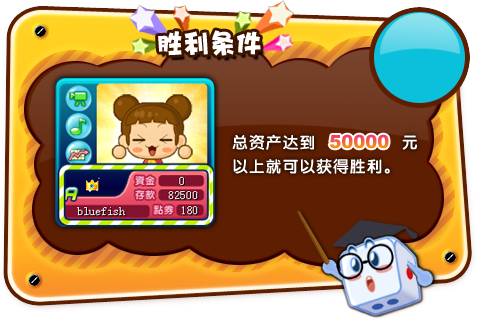 胜利条件
总资产达到 50000 元
以上就可以获得胜利。
資金 0
存款 82500
A
bluefish 點券 180